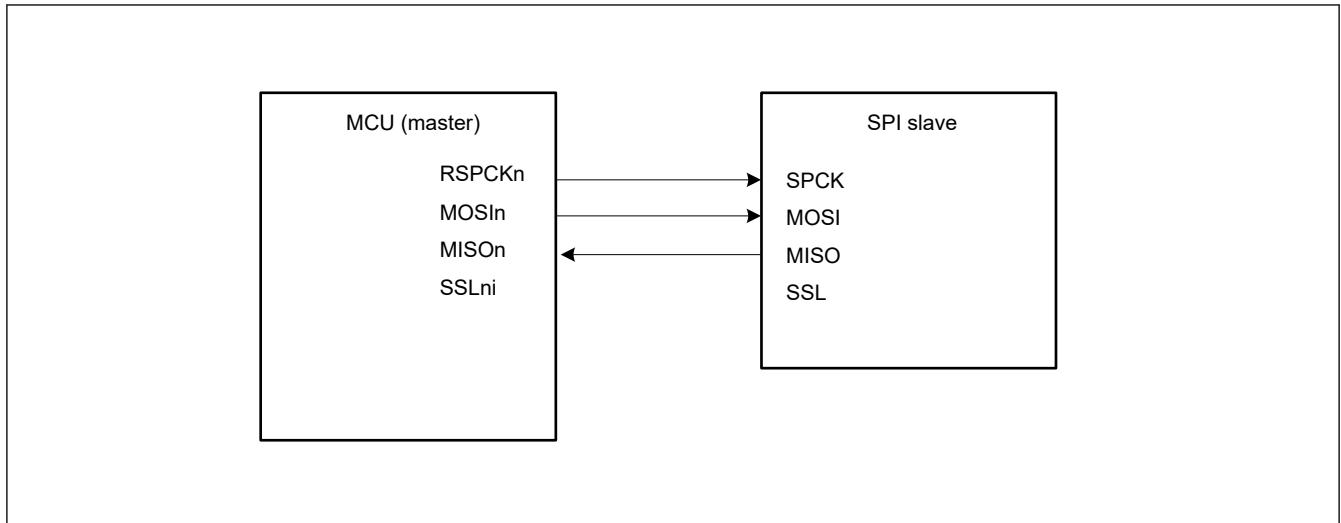 MCU (master)
RSPCKn
MOSIn
MISOn
SSLni
SPI slave
SPCK
MOSI
MISO
SSL